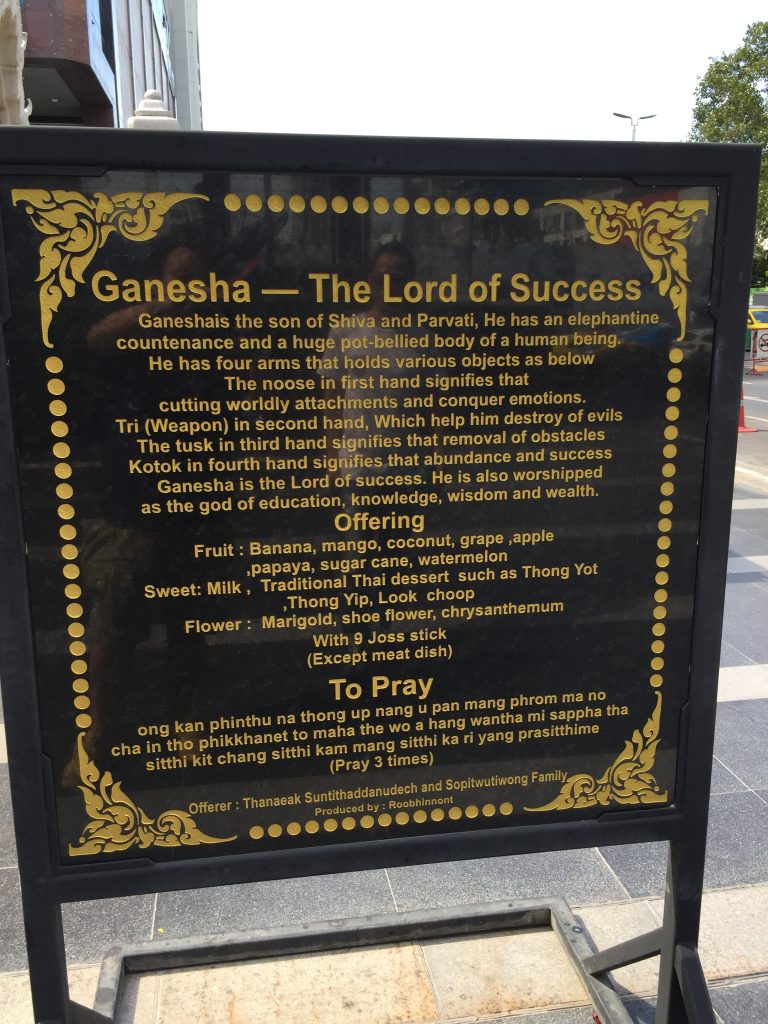 Ganesha — The Lord of Success
Ganeshais the son of Shiva and Parvati, He has an elephantine
countenance and a huge pot-bellied body of a human being.
He has four arms that holds various objects as below
The noose in first hand signifies that
cutting worldly attachments and conquer emotions.
Tri (Weapon) in second hand, Which help him destroy of evils
The tusk in third hand signifies that removal of obstacles
Kotok in fourth hand signifies that abundance and success
Ganesha is the Lord of success. He is also worshipped
as the god of education, knowledge, wisdom and wealth.
Offering
Fruit : Banana, mango, coconut, grape ,apple
,papaya, sugar cane, watermelon
Sweet: Milk , Traditional Thai dessert such as Thong Yot
,Thong Yip, Look choop
Flower : Marigold, shoe flower, chrysanthemum
With 9 Joss stick
(Except meat dish)
To Pray
ong kan phinthu na thong up nang u pan mang phrom ma no
cha in tho phikkhanet to maha the wo a hang wantha mi sappha tha
sitthi kit chang sitthi kam mang sitthi ka ri yang prasitthime
(Pray 3 times)
Offerer : Thanaeak Suntithaddanudech and Sopitwutiwong Family
Produced by : Roobhinnont